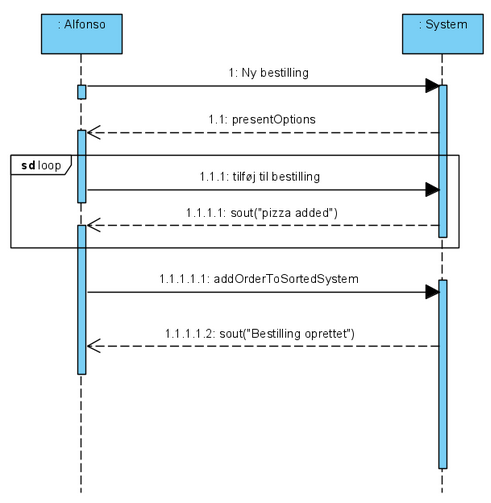 : Alfonso
: System
1: Ny bestilling
1.1: presentOptions
sd loop
1.1.1: tilføj til bestilling
1.1.1.1: sout("pizza added")
1.1.1.1.1: addOrderToSortedSystem
1.1.1.1.2: sout("Bestilling oprettet")